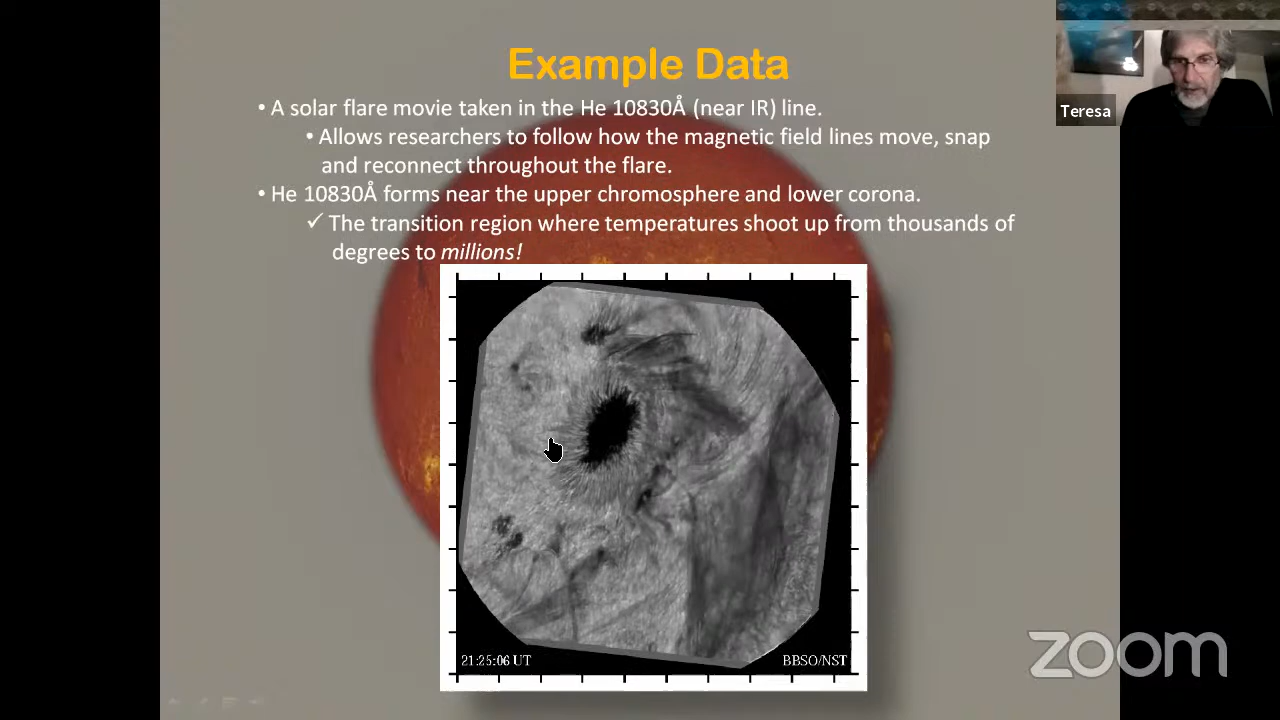 Example Data
• A solar flare movie taken in the He 10830Å (near IR) line.
• Allows researchers to follow how the magnetic field lines move, snap
and reconnect throughout the flare.
• He 10830Å forms near the upper chromosphere and lower corona.
✓ The transition region where temperatures shoot up from thousands of
degrees to millions!
21:25:06 UT
BBSO/NST
Teresa
zoom